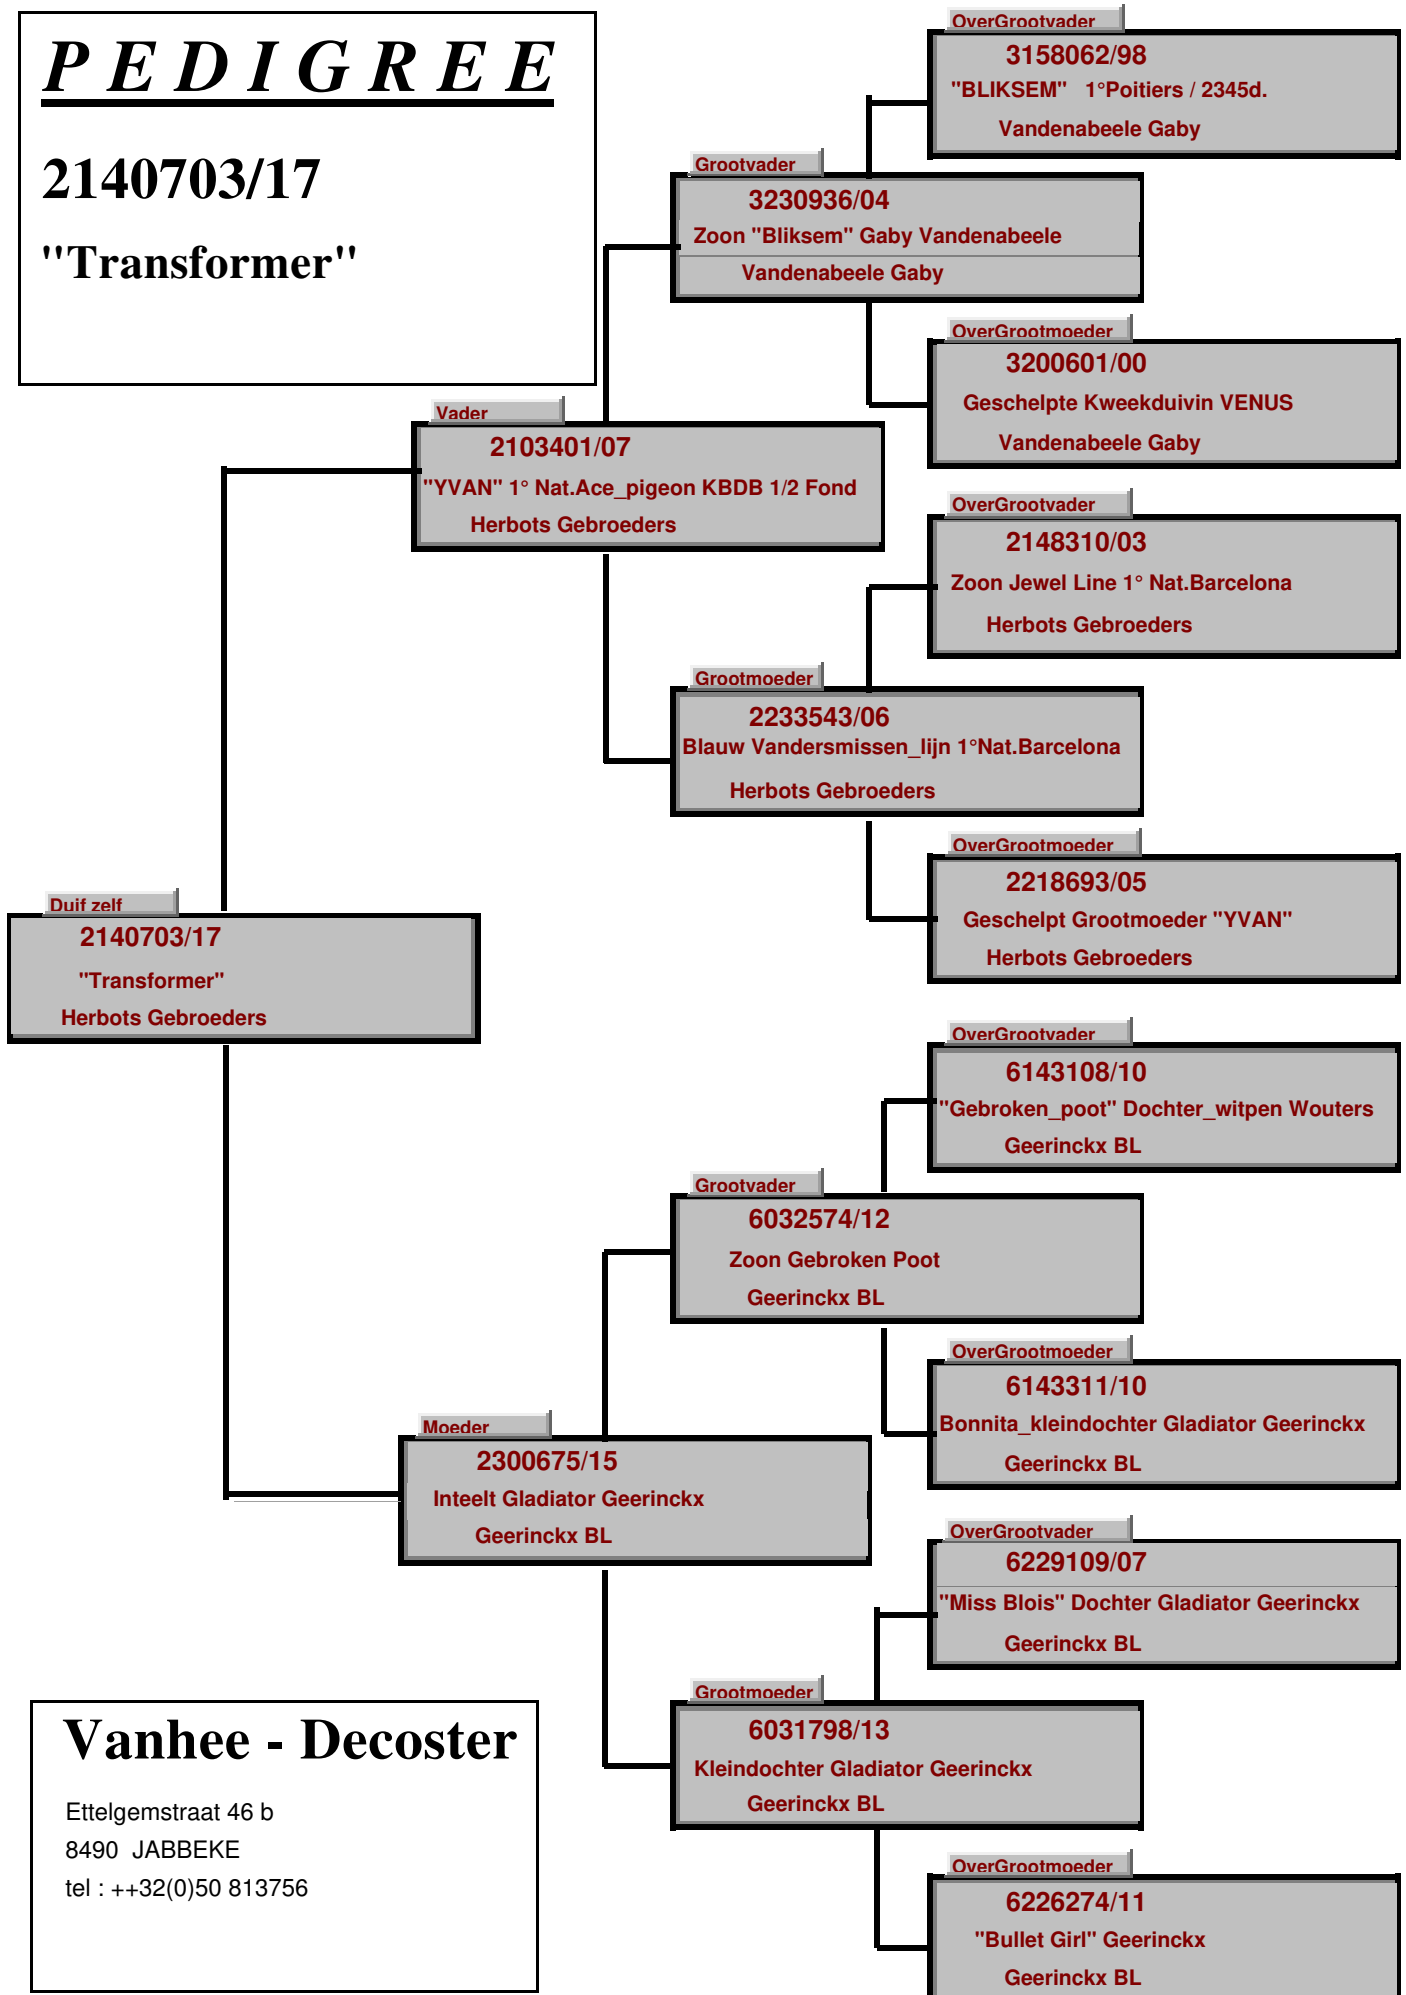 PEDIGREE
2140703/17
"Transformer"
OverGrootvader
3158062/98
"BLIKSEM" 1°Poitiers / 2345d.
Vandenabeele Gaby
Grootvader
3230936/04
Zoon "Bliksem" Gaby Vandenabeele
Vandenabeele Gaby
OverGrootmoeder
3200601/00
Geschelpte Kweekduivin VENUS
Vandenabeele Gaby
Vader
2103401/07
"YVAN" 1° Nat.Ace_pigeon KBDB 1/2 Fond
Herbots Gebroeders
OverGrootvader
2148310/03
Zoon Jewel Line 1° Nat.Barcelona
Herbots Gebroeders
Grootmoeder
2233543/06
Blauw Vandersmissen_lijn 1°Nat.Barcelona
Herbots Gebroeders
OverGrootmoeder
2218693/05
Geschelpt Grootmoeder "YVAN"
Herbots Gebroeders
Duif zelf
2140703/17
"Transformer"
Herbots Gebroeders
OverGrootvader
6143108/10
"Gebroken_poot" Dochter_witpen Wouters
Geerinckx BL
Grootvader
6032574/12
Zoon Gebroken Poot
Geerinckx BL
OverGrootmoeder
6143311/10
Bonnita_kleindochter Gladiator Geerinckx
Geerinckx BL
Moeder
2300675/15
Inteelt Gladiator Geerinckx
Geerinckx BL
OverGrootvader
6229109/07
"Miss Blois" Dochter Gladiator Geerinckx
Geerinckx BL
Grootmoeder
6031798/13
Kleindochter Gladiator Geerinckx
Geerinckx BL
OverGrootmoeder
6226274/11
"Bullet Girl" Geerinckx
Geerinckx BL
Vanhee - Decoster
Ettelgemstraat 46 b
8490 JABBEKE
tel : ++32(0)50 813756